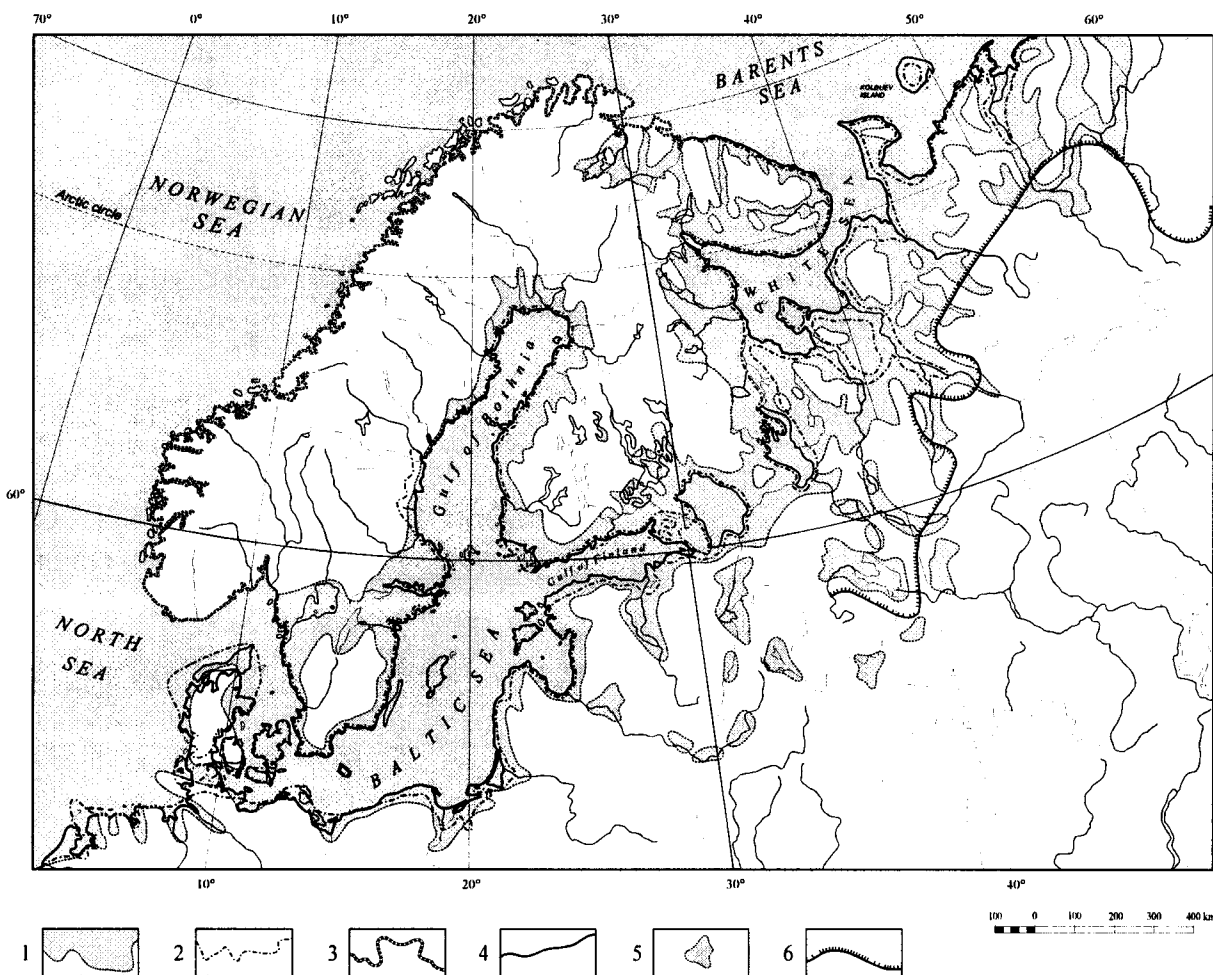 70° 0° 10° 20° 30° 40° 50° 60°
BARENTS
SEA
KOLGUEV
ISLAND
NORWEGIAN
SEA
Arctic circle
WHITE
SEA
Gulf of Bothnia
60°
Gulf of Finland
NORTH
SEA
BALTIC SEA
10° 20° 30° 40°
100 0 100 200 300 400 km
1 2 3 4 5 6